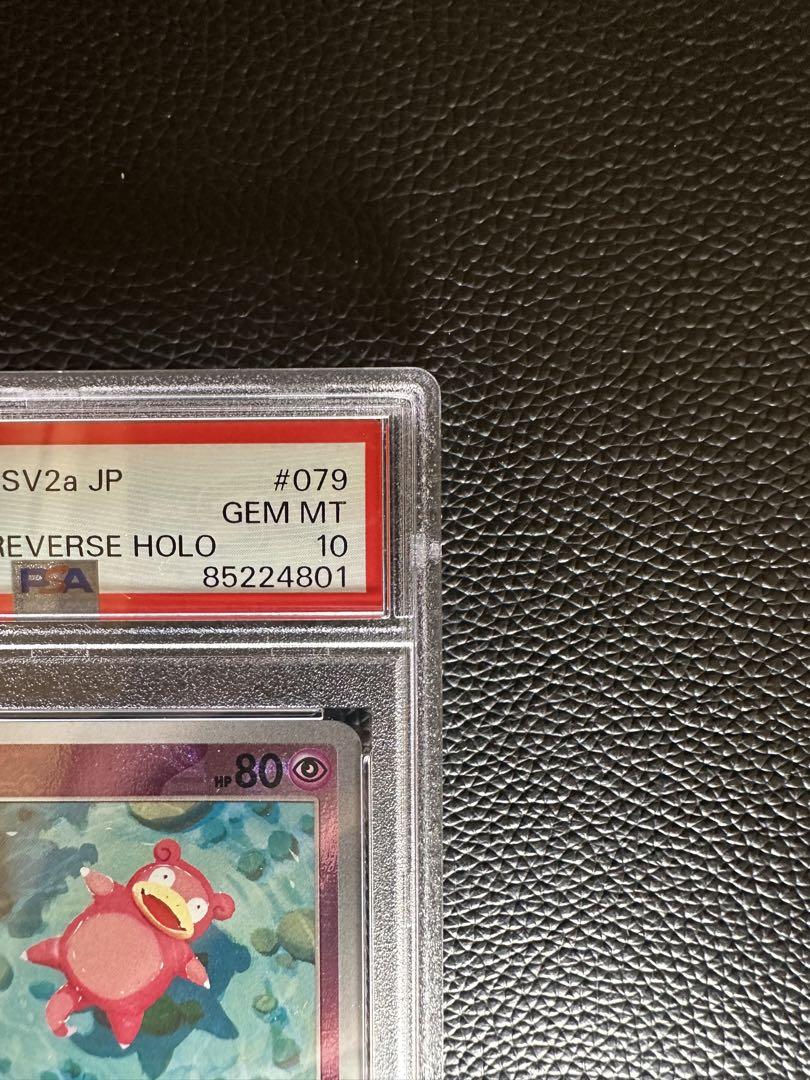 SV2a JP #079
GEM MT
REVERSE HOLO 10
PSA 85224801
HP 80